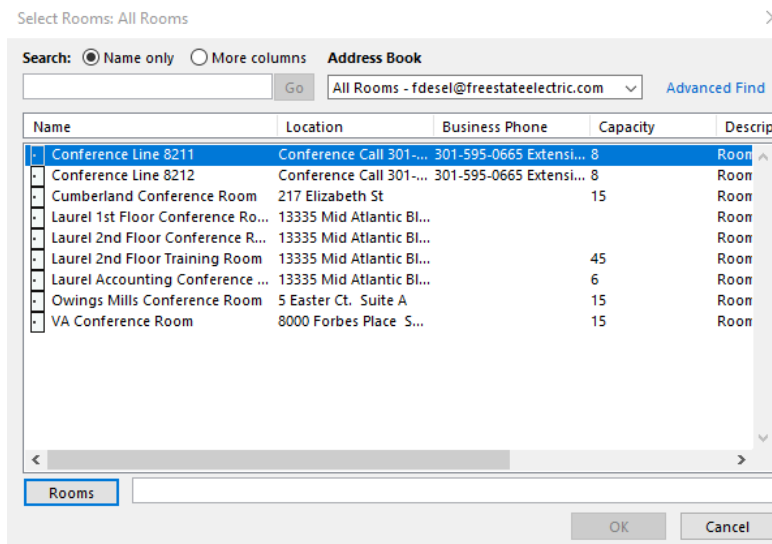 Select Rooms: All Rooms
Search: Name only More columns Address Book
Go All Rooms - fdesel@freestateelectric.com Advanced Find
Name Location Business Phone Capacity Descrip
Conference Line 8211 Conference Call 301-... 301-595-0665 Extensi... 8 Room
Conference Line 8212 Conference Call 301-... 301-595-0665 Extensi... 8 Room
Cumberland Conference Room 217 Elizabeth St 15 Room
Laurel 1st Floor Conference Ro... 13335 Mid Atlantic Bl... Room
Laurel 2nd Floor Conference R... 13335 Mid Atlantic Bl... Room
Laurel 2nd Floor Training Room 13335 Mid Atlantic Bl... 45 Room
Laurel Accounting Conference ... 13335 Mid Atlantic Bl... 6 Room
Owings Mills Conference Room 5 Easter Ct. Suite A 15 Room
VA Conference Room 8000 Forbes Place S... 15 Room
Rooms
OK Cancel